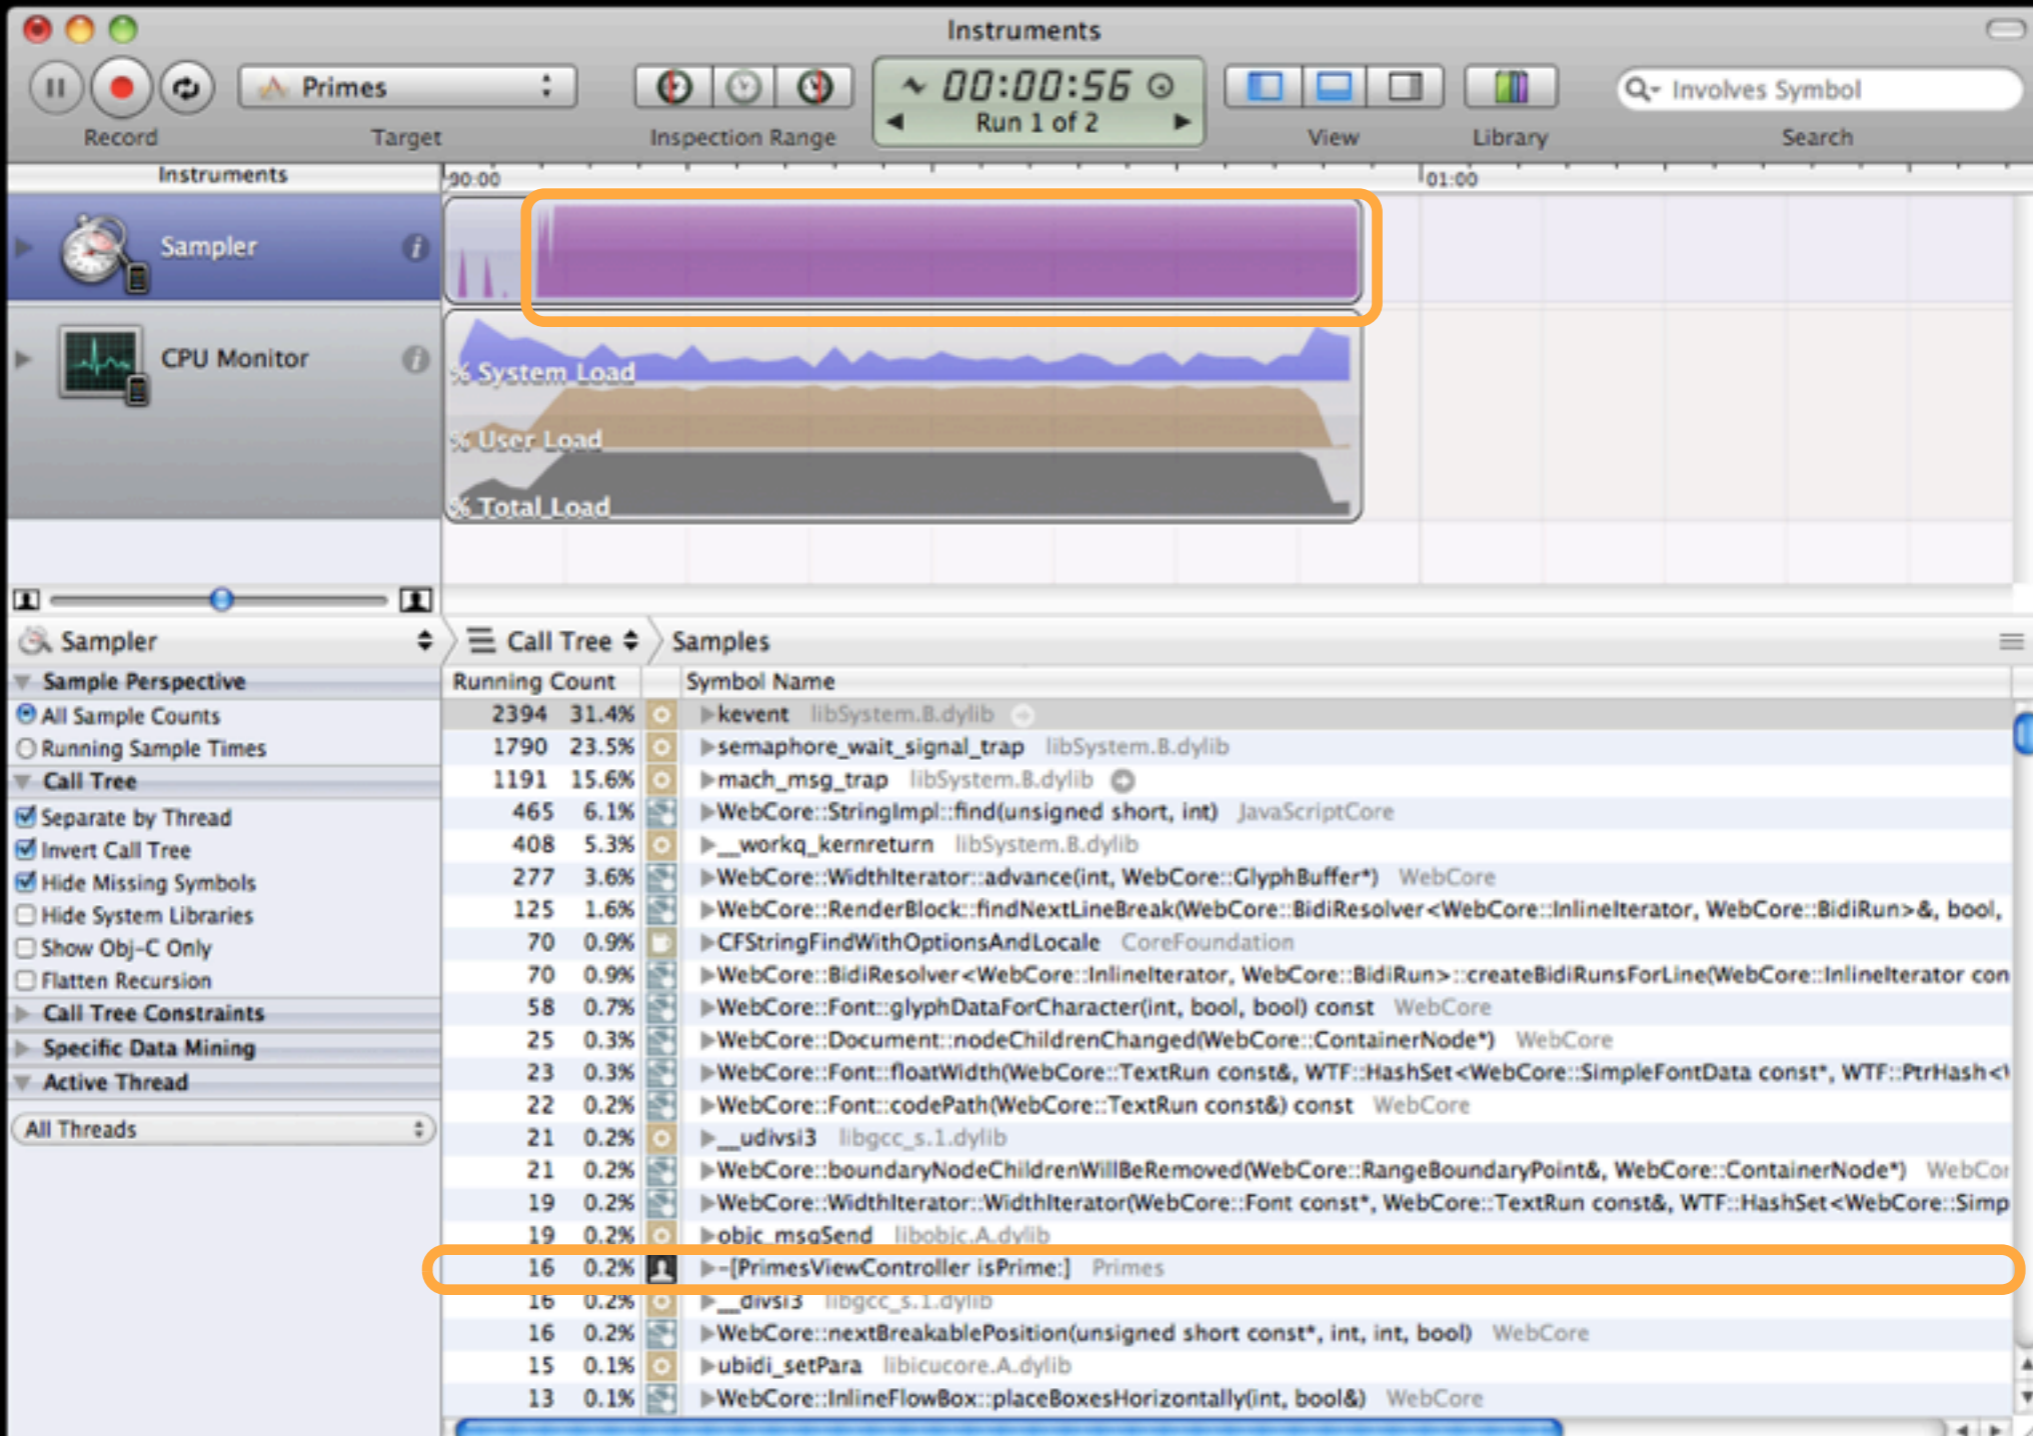 Instruments
Primes
00:00:56
Run 1 of 2
Involves Symbol
Record
Target
Inspection Range
View
Library
Search
Instruments
00:00
01:00
Sampler
CPU Monitor
% System Load
% User Load
% Total Load
Sampler
Call Tree
Samples
Sample Perspective
All Sample Counts
Running Sample Times
Call Tree
Separate by Thread
Invert Call Tree
Hide Missing Symbols
Hide System Libraries
Show Obj-C Only
Flatten Recursion
Call Tree Constraints
Specific Data Mining
Active Thread
All Threads
Running Count Symbol Name
2394 31.4% kevent libSystem.B.dylib
1790 23.5% semaphore_wait_signal_trap libSystem.B.dylib
1191 15.6% mach_msg_trap libSystem.B.dylib
465 6.1% WebCore::StringImpl::find(unsigned short, int) JavaScriptCore
408 5.3% __workq_kernreturn libSystem.B.dylib
277 3.6% WebCore::WidthIterator::advance(int, WebCore::GlyphBuffer*) WebCore
125 1.6% WebCore::RenderBlock::findNextLineBreak(WebCore::BidiResolver<WebCore::InlineIterator, WebCore::BidiRun>&, bool,
70 0.9% CFStringFindWithOptionsAndLocale CoreFoundation
70 0.9% WebCore::BidiResolver<WebCore::InlineIterator, WebCore::BidiRun>::createBidiRunsForLine(WebCore::InlineIterator con
58 0.7% WebCore::Font::glyphDataForCharacter(int, bool, bool) const WebCore
25 0.3% WebCore::Document::nodeChildrenChanged(WebCore::ContainerNode*) WebCore
23 0.3% WebCore::Font::floatWidth(WebCore::TextRun const&, WTF::HashSet<WebCore::SimpleFontData const*, WTF::PtrHash<
22 0.2% WebCore::Font::codePath(WebCore::TextRun const&) const WebCore
21 0.2% __udivsi3 libgcc_s.1.dylib
21 0.2% WebCore::boundaryNodeChildrenWillBeRemoved(WebCore::RangeBoundaryPoint&, WebCore::ContainerNode*) WebCor
19 0.2% WebCore::WidthIterator::WidthIterator(WebCore::Font const*, WebCore::TextRun const&, WTF::HashSet<WebCore::Simp
19 0.2% objc_msgSend libobjc.A.dylib
16 0.2% -[PrimesViewController isPrime:] Primes
16 0.2% __divsi3 libgcc_s.1.dylib
16 0.2% WebCore::nextBreakablePosition(unsigned short const*, int, int, bool) WebCore
15 0.1% ubidi_setPara libicucore.A.dylib
13 0.1% WebCore::InlineFlowBox::placeBoxesHorizontally(int, bool&) WebCore